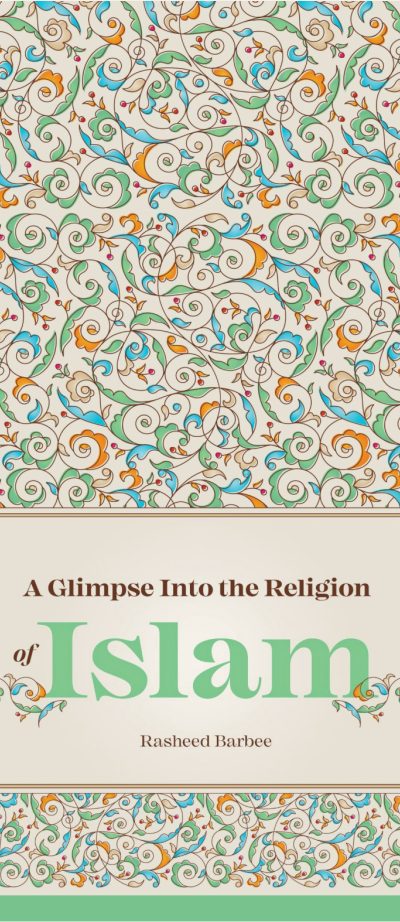 A Glimpse Into the Religion
of Islam
Rasheed Barbee